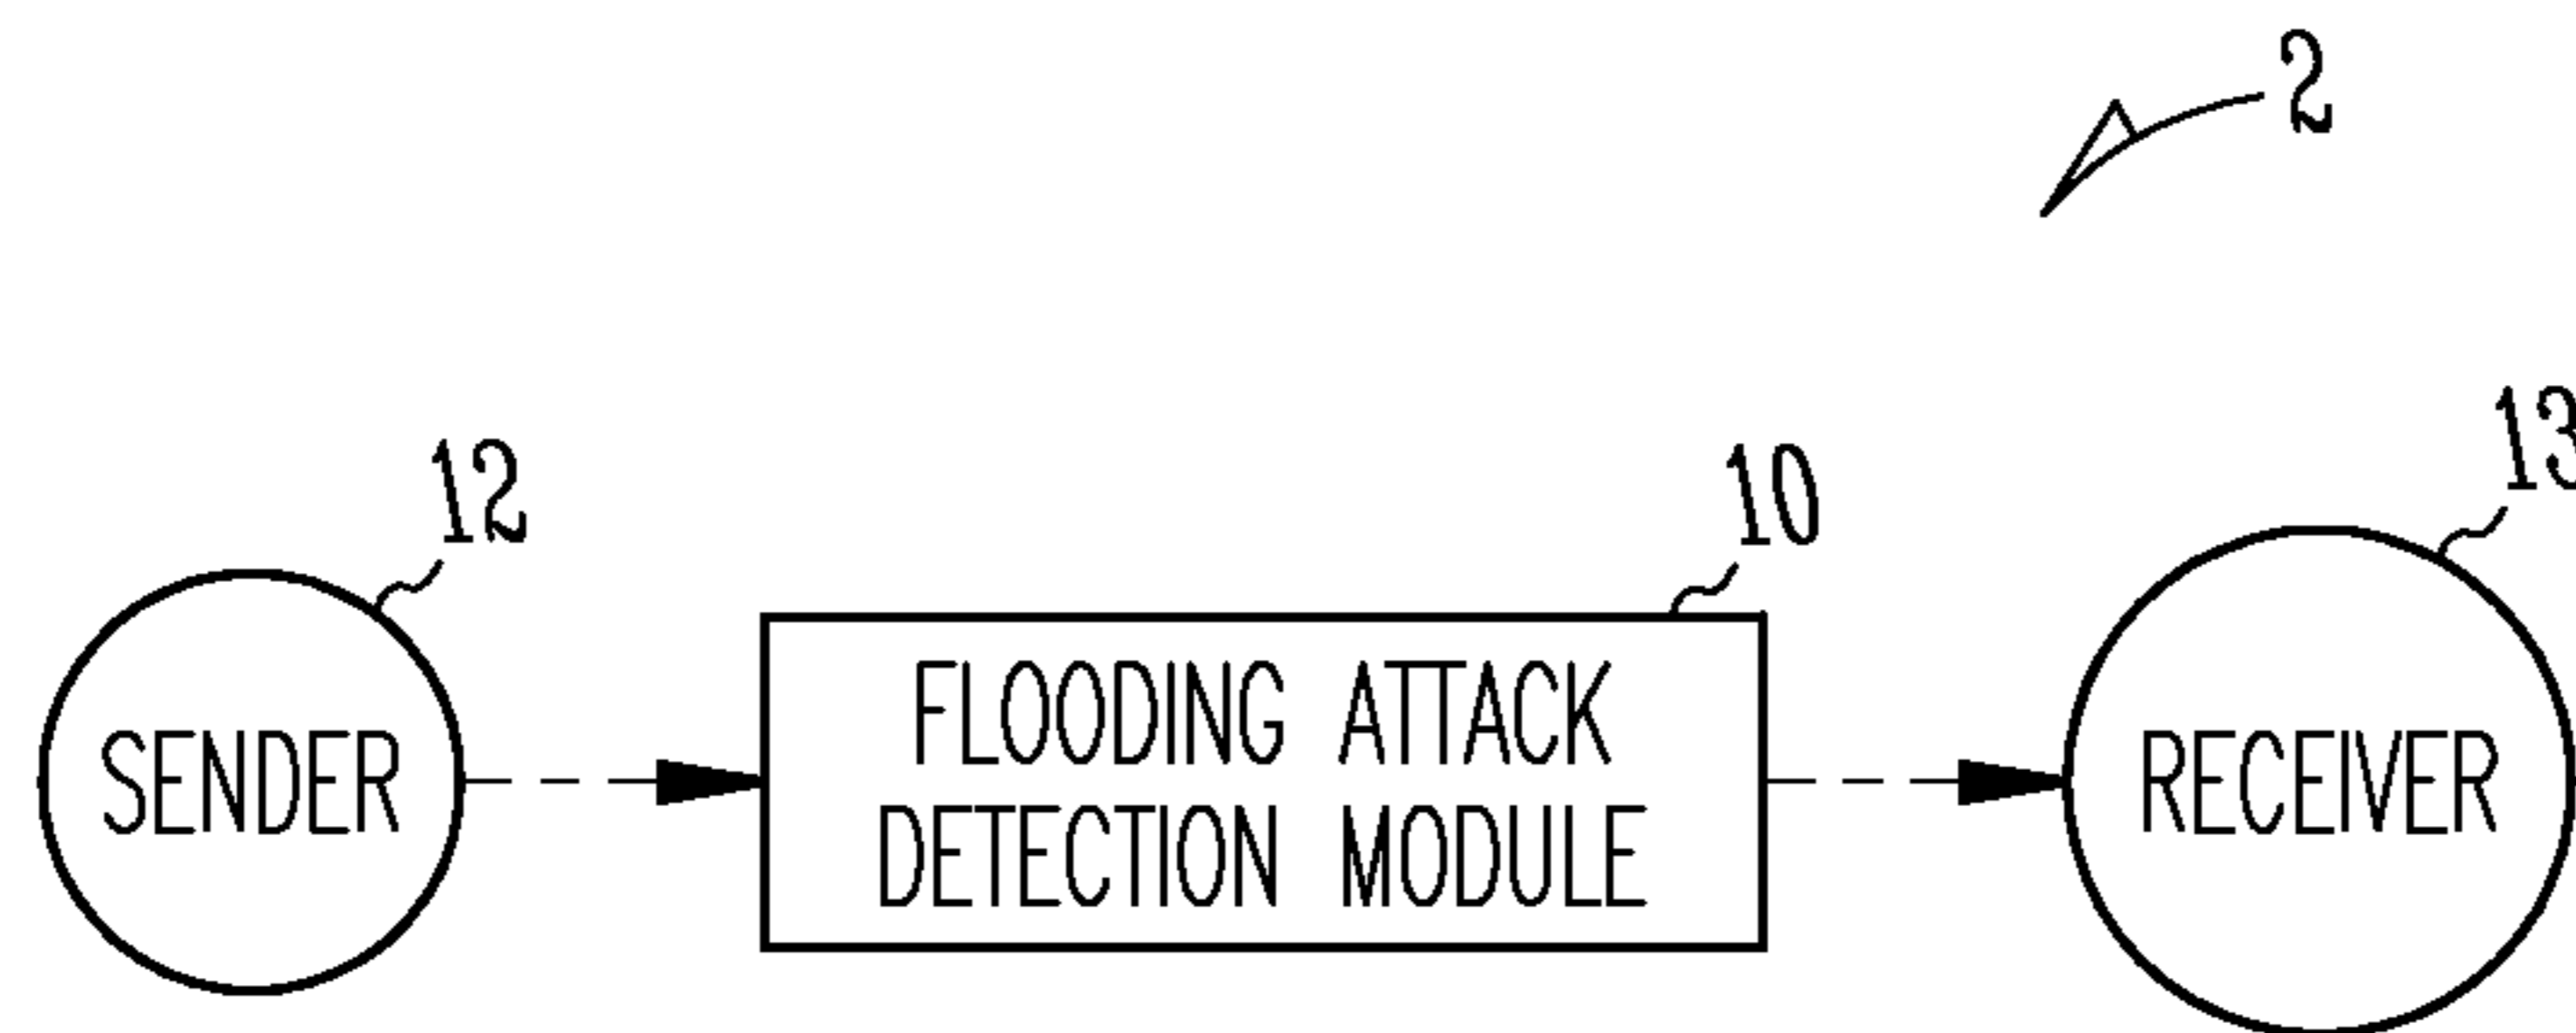 2
12
10
13
SENDER
FLOODING ATTACK
DETECTION MODULE
RECEIVER